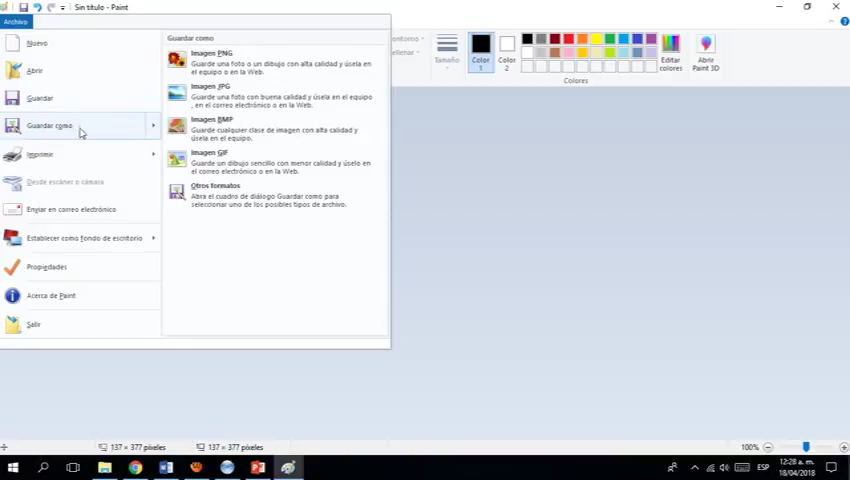 Sin título - Paint
Archivo
Nuevo
Abrir
Guardar
Guardar como
Imprimir
Desde escáner o cámara
Enviar en correo electrónico
Establecer como fondo de escritorio
Propiedades
Acerca de Paint
Salir
Guardar como
Imagen PNG
Guarde una foto o un dibujo con alta calidad y úsela en
el equipo o en la Web.
Imagen JPG
Guarde una foto con buena calidad y úsela en el equipo
, en el correo electrónico o en la Web.
Imagen BMP
Guarde cualquier clase de imagen con alta calidad y
úsela en el equipo.
Imagen GIF
Guarde un dibujo sencillo con menor calidad y úselo en
el correo electrónico o en la Web.
Otros formatos
Abra el cuadro de diálogo Guardar como para
seleccionar uno de los posibles tipos de archivo.
ontorno
ellenar
Tamaño
Color
1
Color
2
Editar
colores
Abrir
Paint 3D
Colores
137 × 377 píxeles
137 × 377 píxeles
100%
ESP
12:28 a. m.
18/04/2018